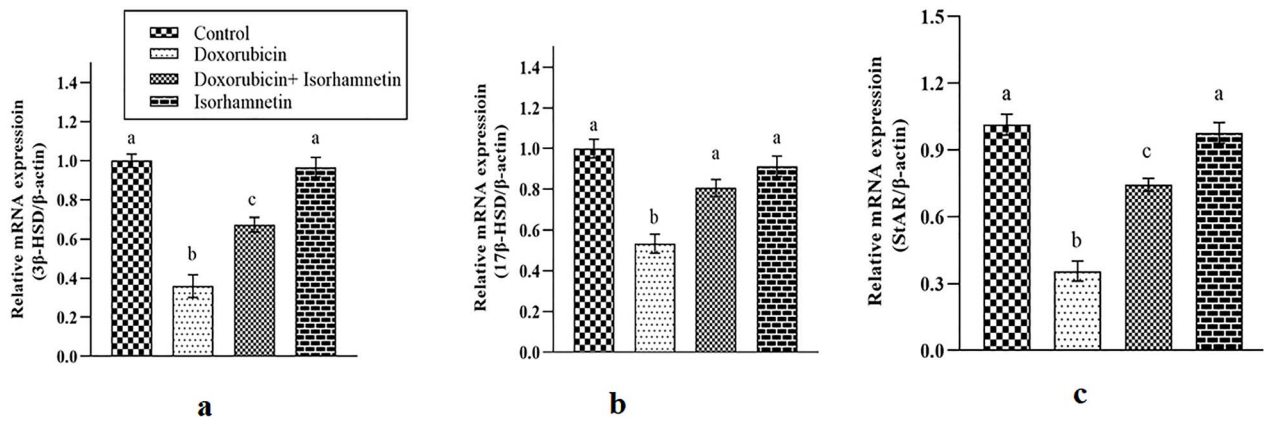 Control
Doxorubicin
Doxorubicin+ Isorhamnetin
Isorhamnetin
Relative mRNA expressioin
(3β-HSD/β-actin)
1.4
1.2
1.0
0.8
0.6
0.4
0.2
0.0
a
b
c
a
a
Relative mRNA expressioin
(17β-HSD/β-actin)
1.4
1.2
1.0
0.8
0.6
0.4
0.2
0.0
a
b
a
a
b
Relative mRNA expressioin
(StAR/β-actin)
1.5
1.2
0.9
0.6
0.3
0.0
a
b
c
a
c